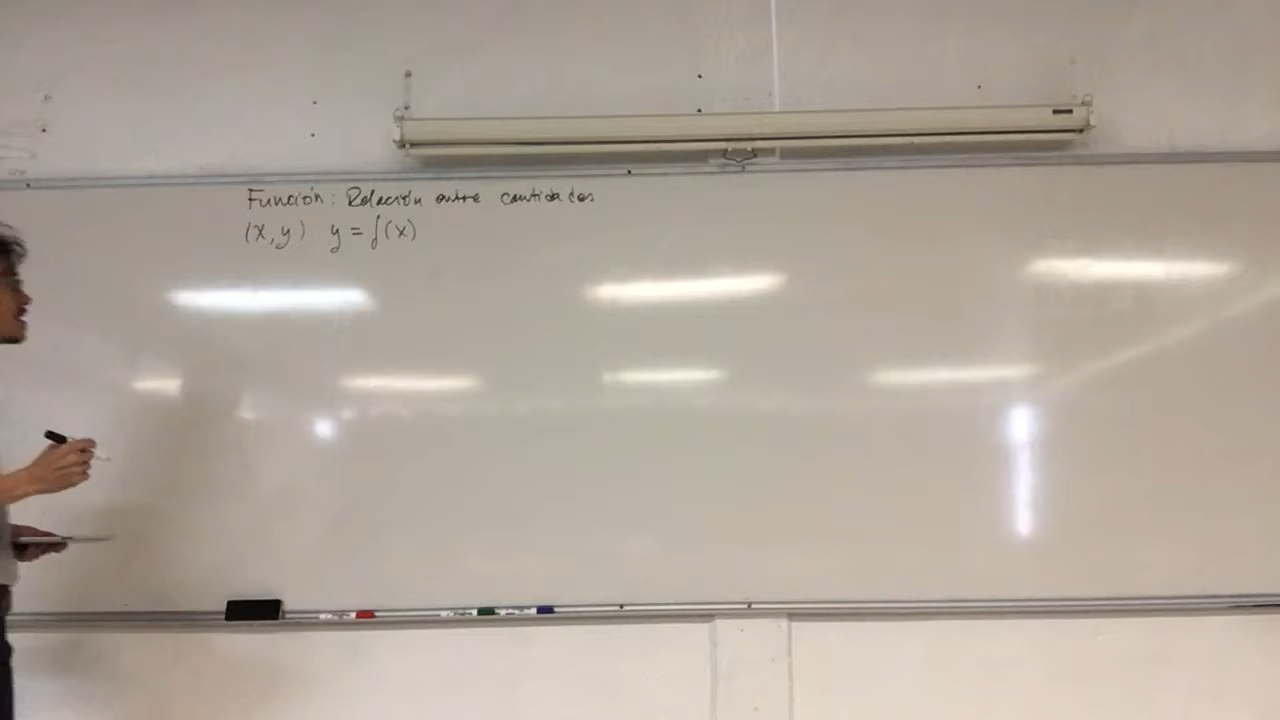 Función: Relación entre cantidades
(x, y) y = f(x)